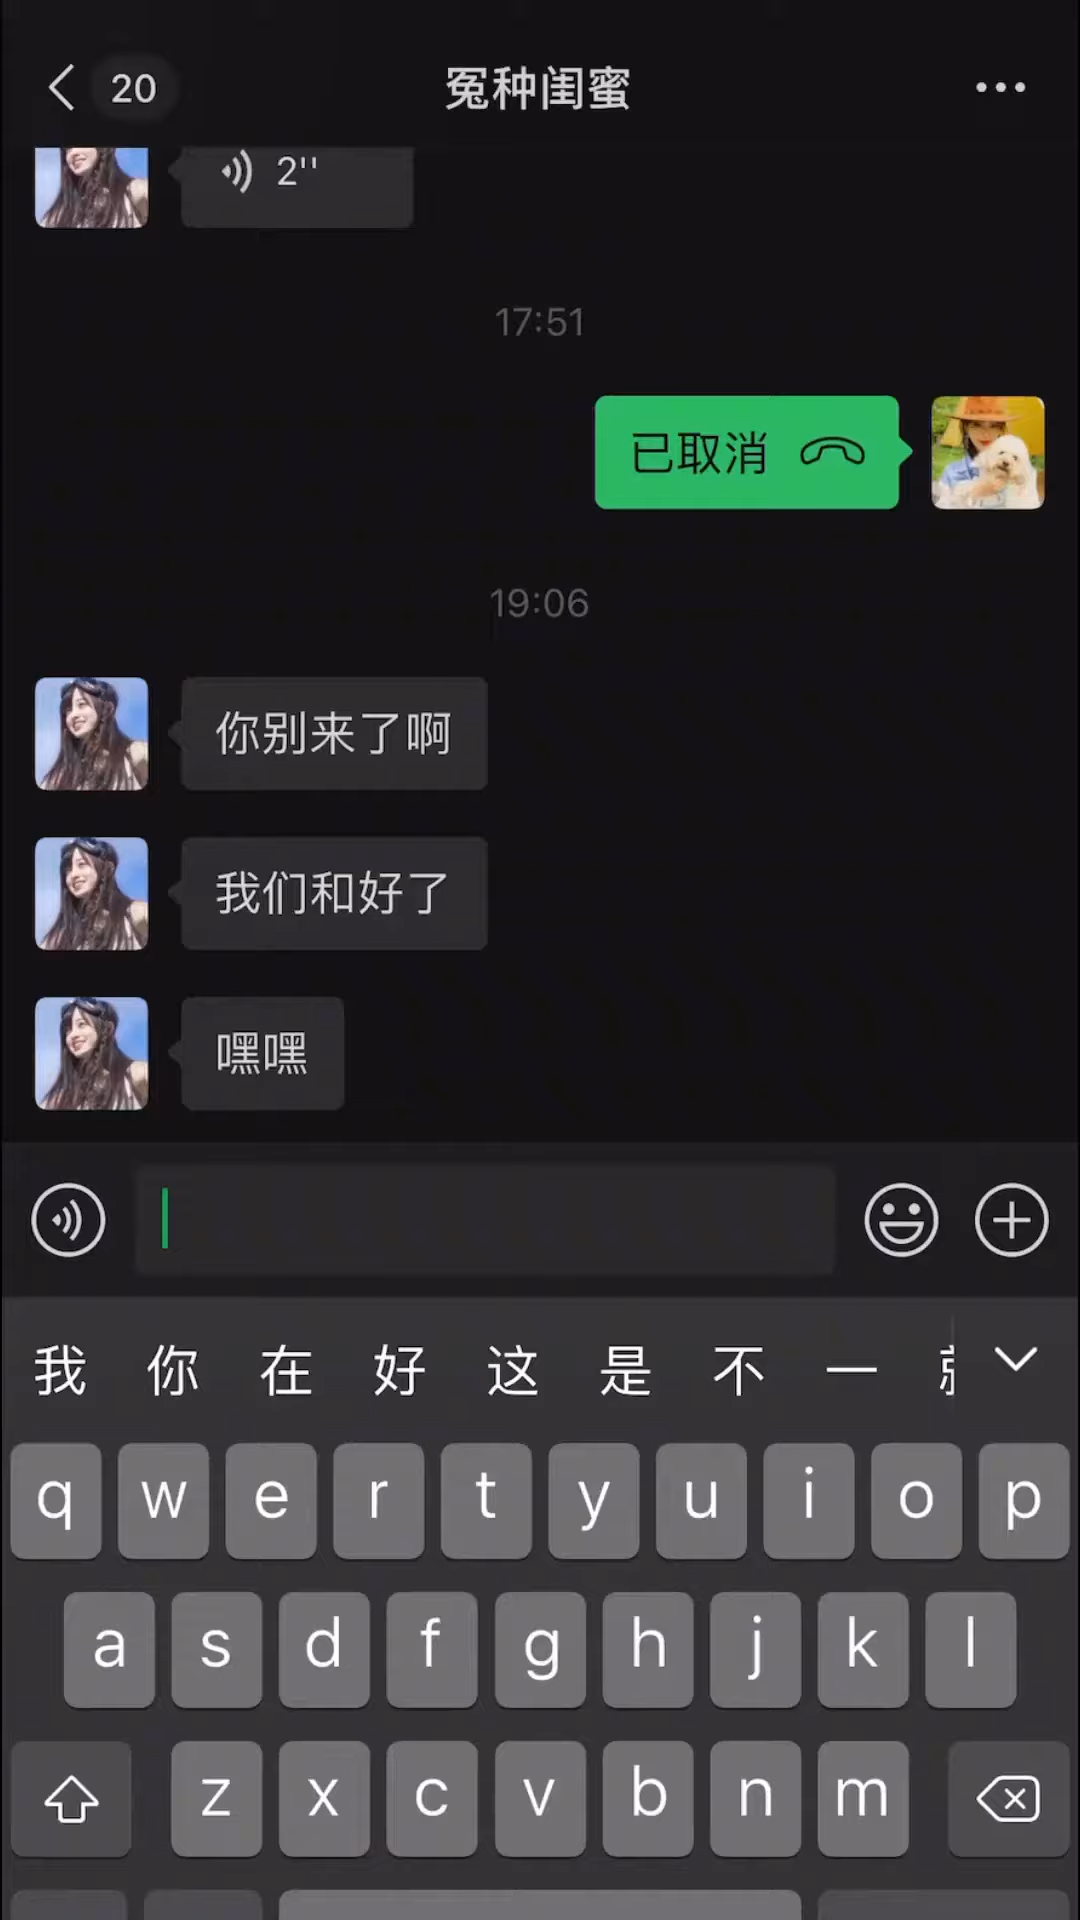 20
冤种闺蜜
2''
17:51
已取消
19:06
你别来了啊
我们和好了
嘿嘿
我 你 在 好 这 是 不 一
q w e r t y u i o p
a s d f g h j k l
z x c v b n m